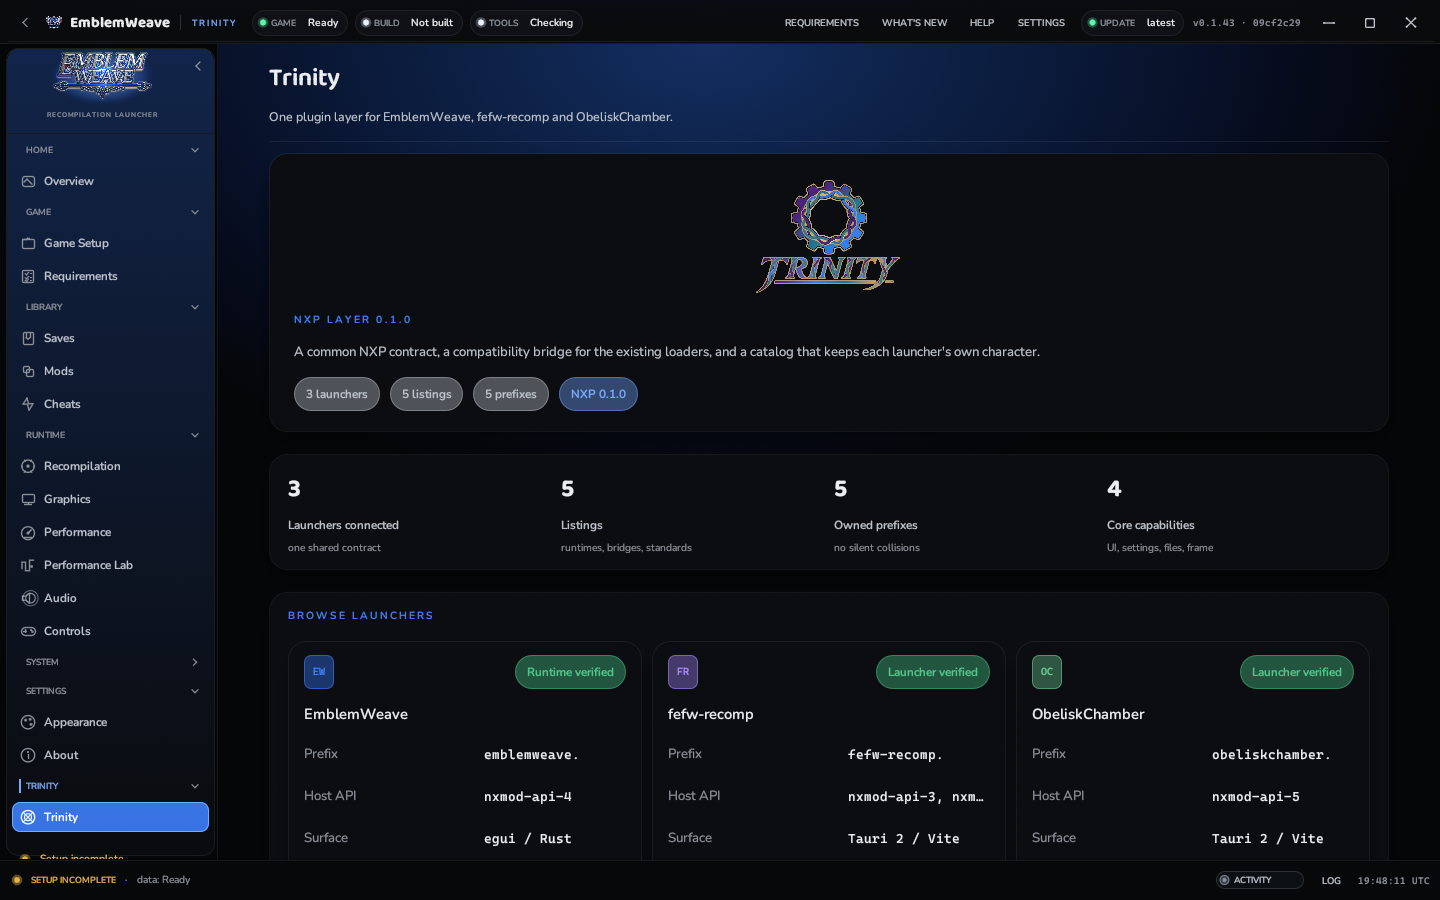 EmblemWeave TRINITY GAME Ready BUILD Not built TOOLS Checking REQUIREMENTS WHAT'S NEW HELP SETTINGS UPDATE latest v0.1.43 · 09cf2c29
EMBLEM
WEAVE
RECOMPILATION LAUNCHER
HOME
Overview
GAME
Game Setup
Requirements
LIBRARY
Saves
Mods
Cheats
RUNTIME
Recompilation
Graphics
Performance
Performance Lab
Audio
Controls
SYSTEM
SETTINGS
Appearance
About
TRINITY
Trinity
Setup incomplete
Trinity
One plugin layer for EmblemWeave, fefw-recomp and ObeliskChamber.
TRINITY
NXP LAYER 0.1.0
A common NXP contract, a compatibility bridge for the existing loaders, and a catalog that keeps each launcher's own character.
3 launchers 5 listings 5 prefixes NXP 0.1.0
3
Launchers connected
one shared contract
5
Listings
runtimes, bridges, standards
5
Owned prefixes
no silent collisions
4
Core capabilities
UI, settings, files, frame
BROWSE LAUNCHERS
EW Runtime verified
EmblemWeave
Prefix emblemweave.
Host API nxmod-api-4
Surface egui / Rust
FR Launcher verified
fefw-recomp
Prefix fefw-recomp.
Host API nxmod-api-3, nxm…
Surface Tauri 2 / Vite
OC Launcher verified
ObeliskChamber
Prefix obeliskchamber.
Host API nxmod-api-5
Surface Tauri 2 / Vite
SETUP INCOMPLETE · data: Ready ACTIVITY LOG 19:48:11 UTC